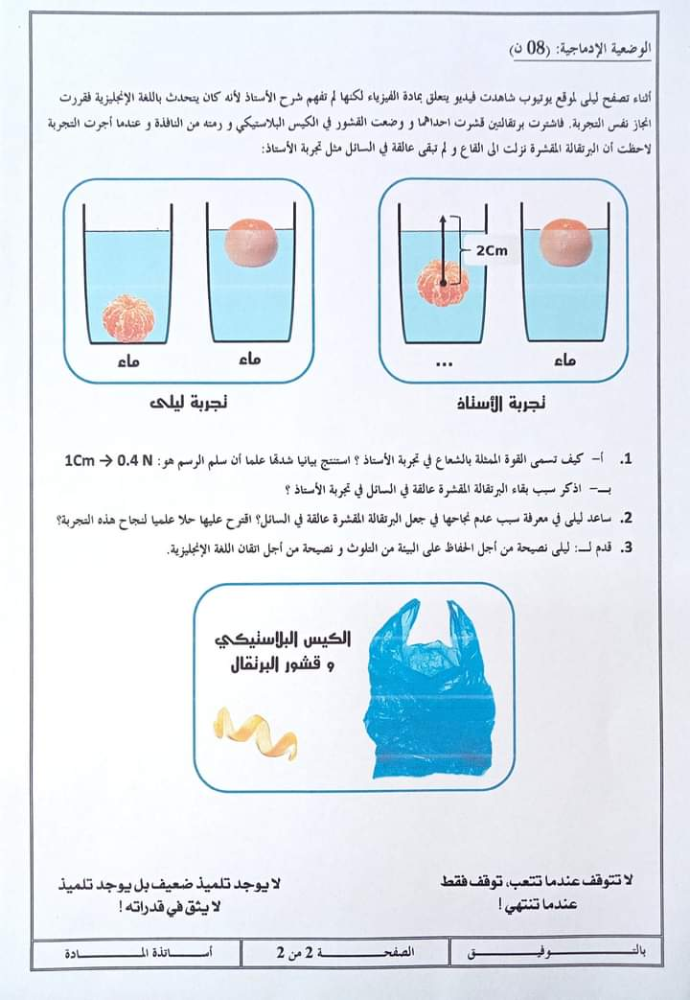 الوضعية الإدماجية: (08 ن)
أثناء تصفح ليلى لموقع يوتيوب شاهدت فيديو يتعلق بمادة الفيزياء لكنها لم تفهم شرح الأستاذ لأنه كان يتحدث باللغة الإنجليزية فقررت
انجاز نفس التجربة. فاشترت برتقالتين قشرت احداهما و وضعت القشور في الكيس البلاستيكي و رمته من النافذة و عندما أجرت التجربة
لاحظت أن البرتقالة المقشرة نزلت الى القاع و لم تبقى عالقة في السائل مثل تجربة الأستاذ:
2Cm
ماء
...
ماء
ماء
تجربة الأستاذ
تجربة ليلى
1. أ- كيف تسمى القوة الممثلة بالشعاع في تجربة الأستاذ ؟ استنتج بيانيا شدتها علما أن سلم الرسم هو: 1Cm → 0.4 N
بـ- اذكر سبب بقاء البرتقالة المقشرة عالقة في السائل في تجربة الأستاذ ؟
2. ساعد ليلى في معرفة سبب عدم نجاحها في جعل البرتقالة المقشرة عالقة في السائل؟ اقترح عليها حلا علميا لنجاح هذه التجربة؟
3. قدم لـ: ليلى نصيحة من أجل الحفاظ على البيئة من التلوث و نصيحة من أجل اتقان اللغة الإنجليزية.
الكيس البلاستيكي
و قشور البرتقال
لا تتوقف عندما تتعب، توقف فقط
عندما تنتهي !
لا يوجد تلميذ ضعيف بل يوجد تلميذ
لا يثق في قدراته !
بالتـــوفيـــق
الصفحـــة 2 من 2
أســـاتذة المـــادة